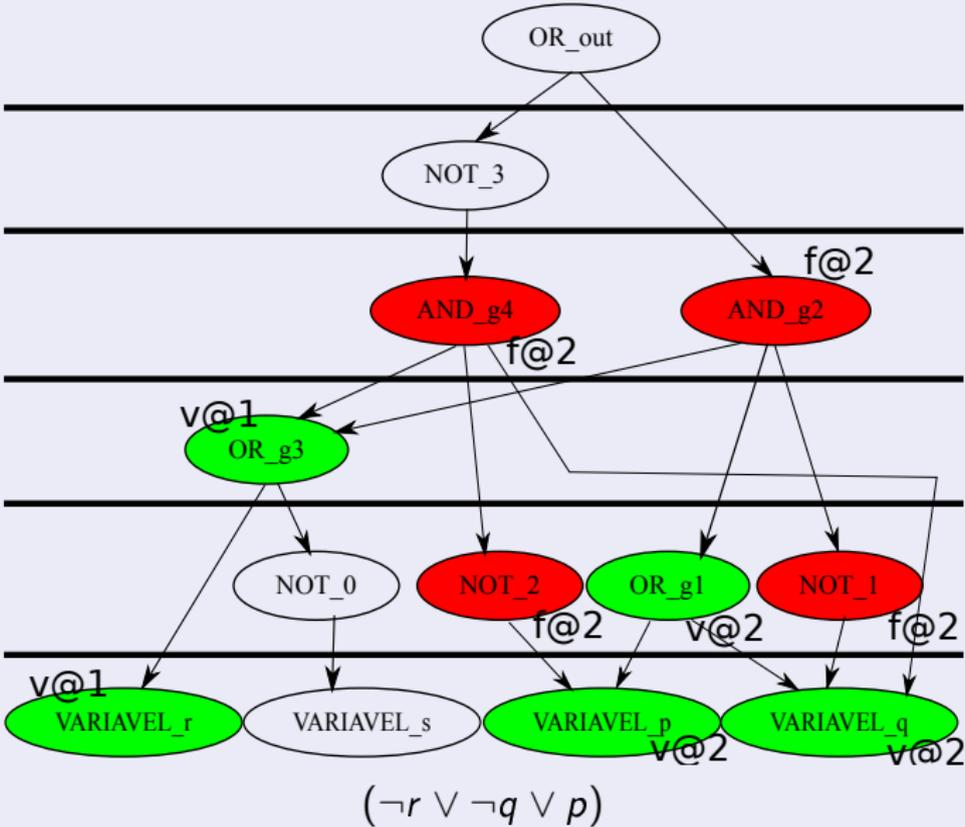 OR_out
NOT_3
f@2
AND_g4
AND_g2
f@2
v@1
OR_g3
NOT_0
NOT_2
OR_g1
NOT_1
f@2
v@2
f@2
v@1
VARIAVEL_r
VARIAVEL_s
VARIAVEL_p
VARIAVEL_q
v@2
v@2
(¬r ∨ ¬q ∨ p)